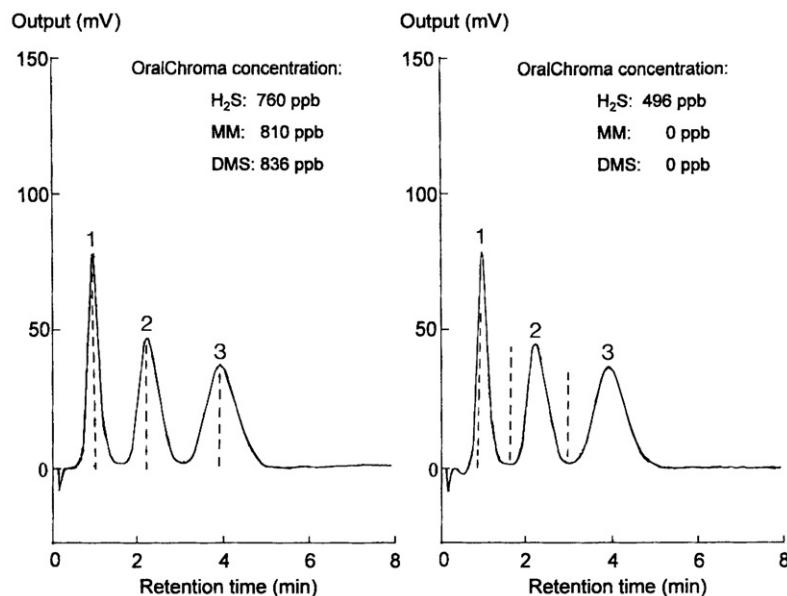 Output (mV)
150
100
50
0
OralChroma concentration:
H₂S: 760 ppb
MM: 810 ppb
DMS: 836 ppb
1
2
3
0 2 4 6 8
Retention time (min)
Output (mV)
150
100
50
0
OralChroma concentration:
H₂S: 496 ppb
MM: 0 ppb
DMS: 0 ppb
1
2
3
0 2 4 6 8
Retention time (min)